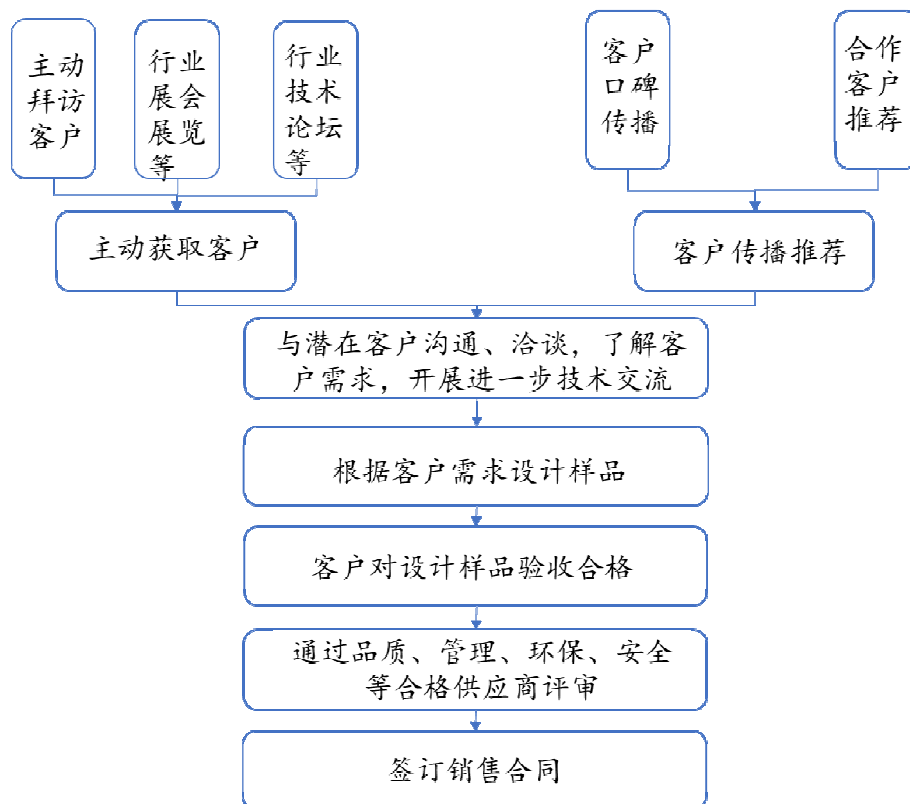 主动
拜访
客户
行业
展会
展览
等
行业
技术
论坛
等
客户
口碑
传播
合作
客户
推荐
主动获取客户
客户传播推荐
与潜在客户沟通、洽谈，了解客
户需求，开展进一步技术交流
根据客户需求设计样品
客户对设计样品验收合格
通过品质、管理、环保、安全
等合格供应商评审
签订销售合同